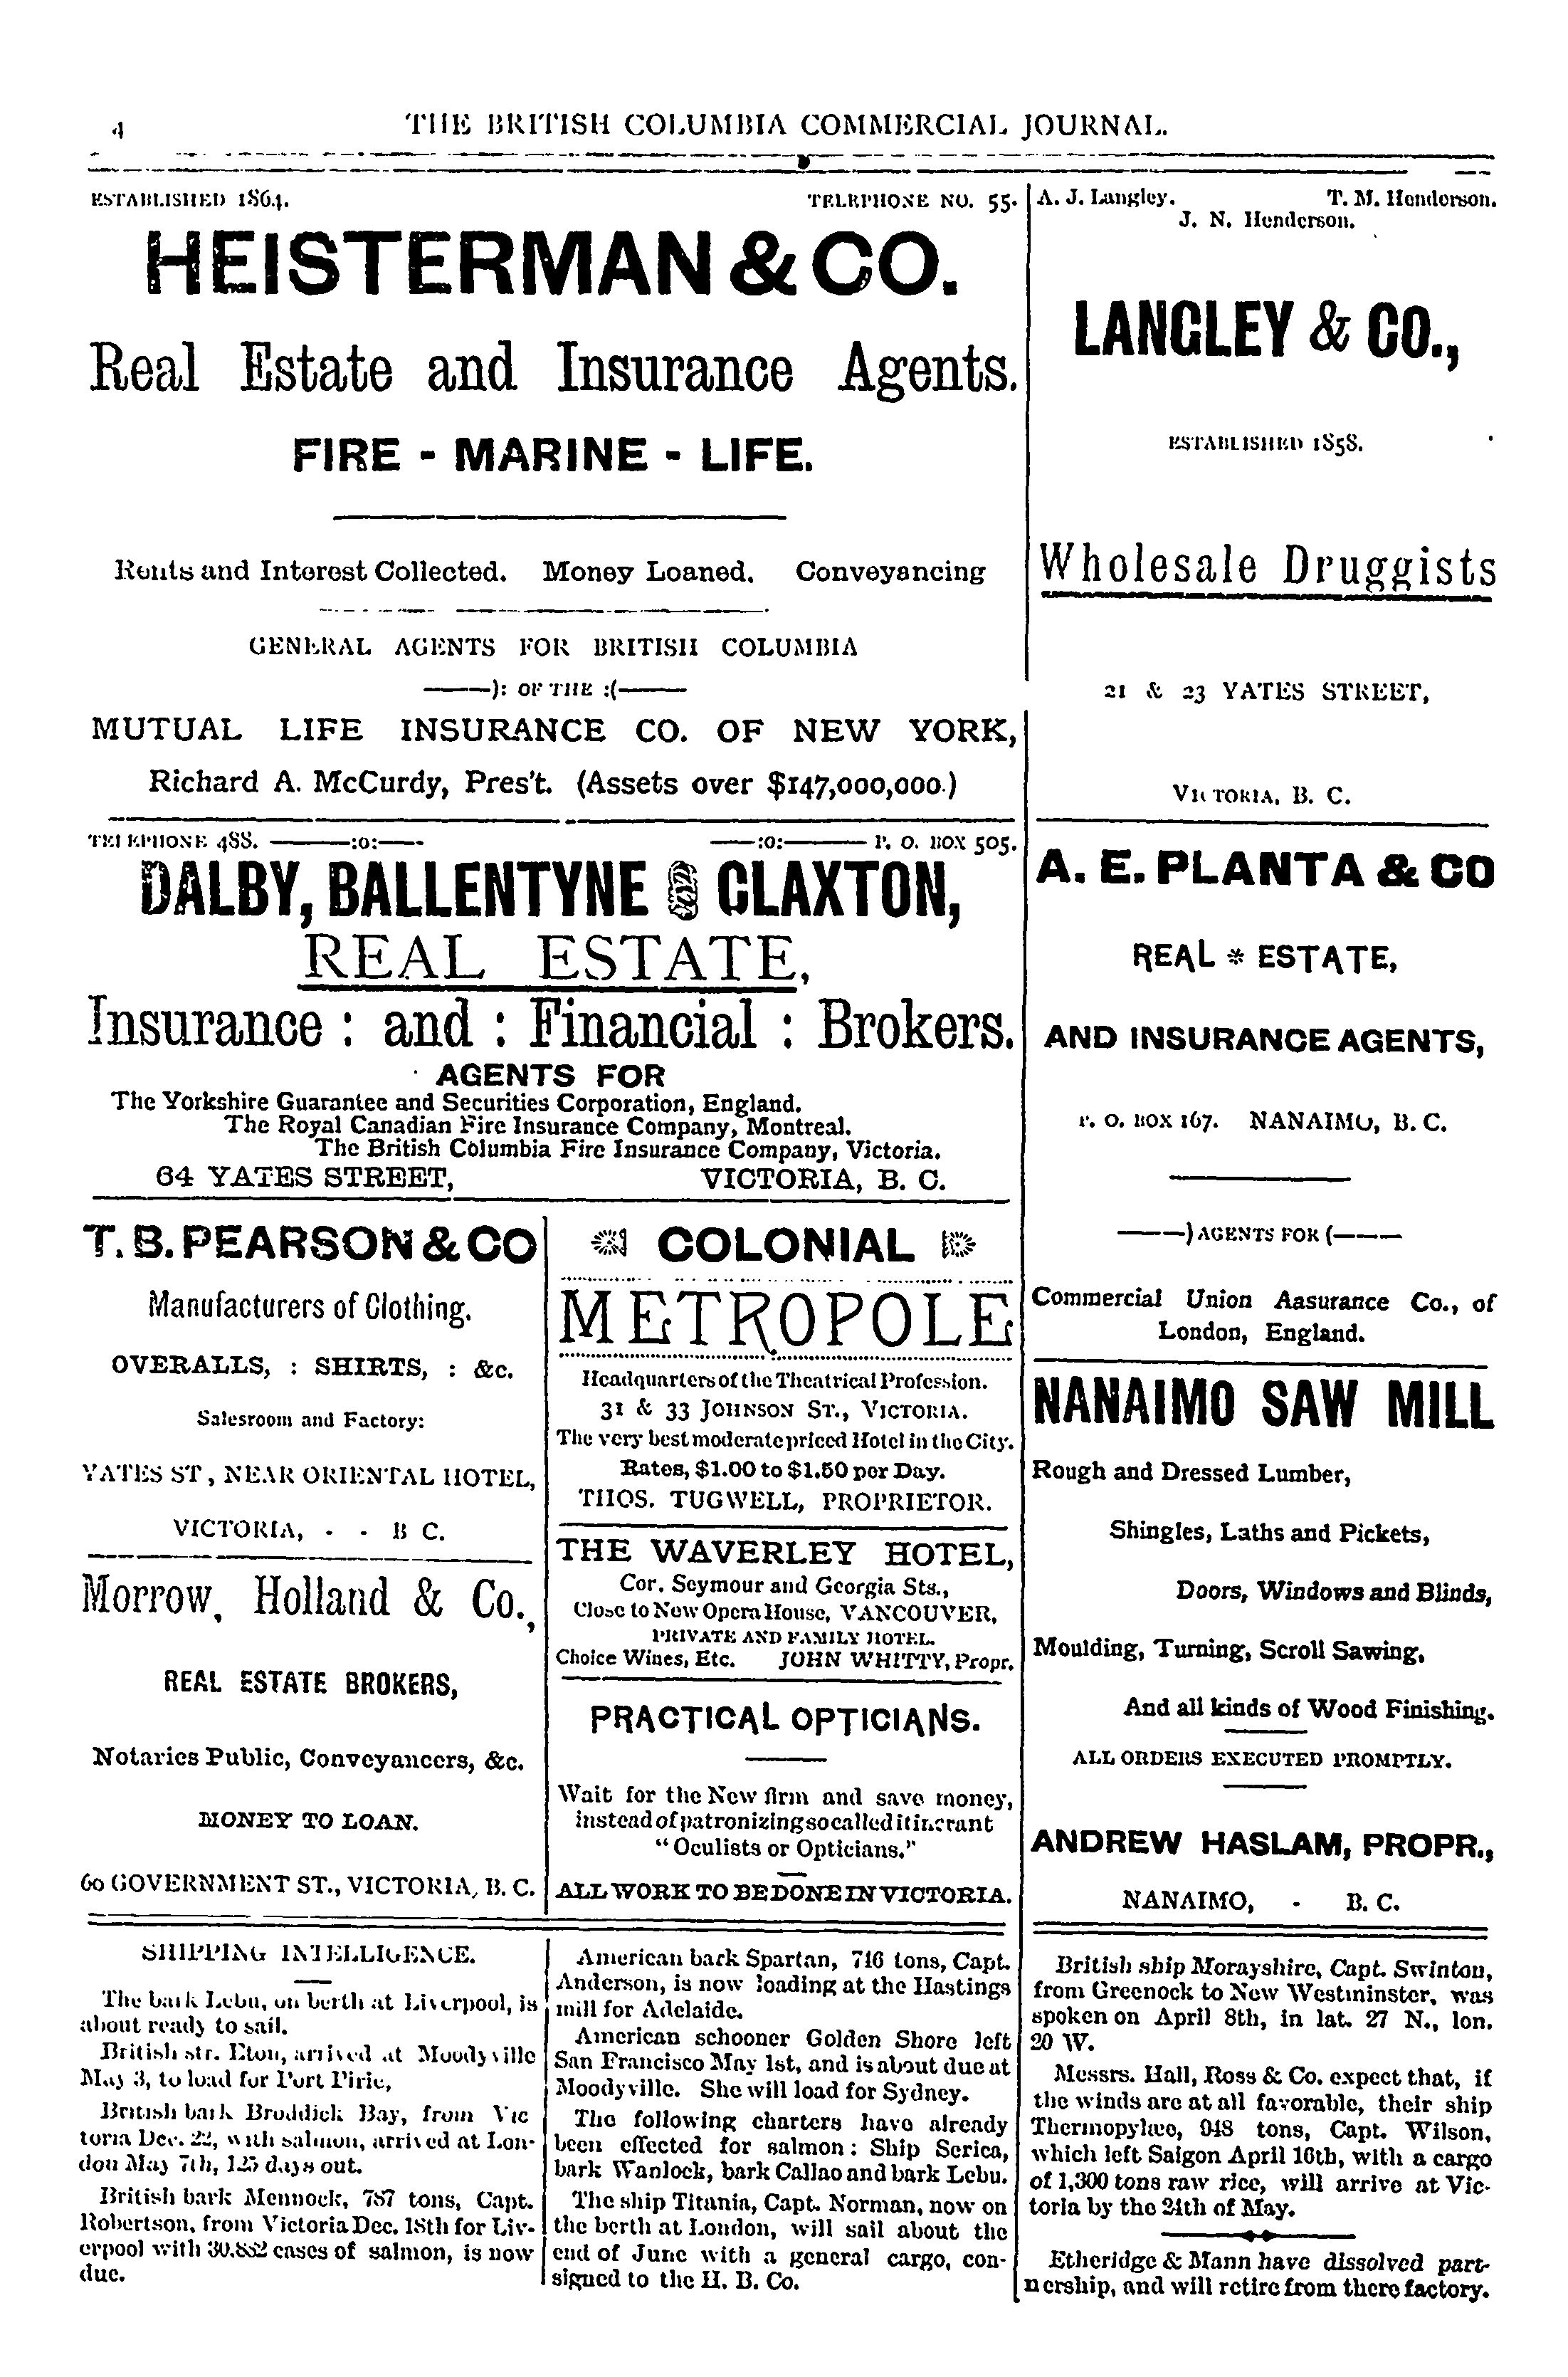 4
THE BRITISH COLUMBIA COMMERCIAL JOURNAL.
ESTABLISHED 1864. TELEPHONE NO. 55.
HEISTERMAN & CO.
Real Estate and Insurance Agents.
FIRE - MARINE - LIFE.
Rents and Interest Collected. Money Loaned. Conveyancing
GENERAL AGENTS FOR BRITISH COLUMBIA
——): OF THE :(——
MUTUAL LIFE INSURANCE CO. OF NEW YORK,
Richard A. McCurdy, Pres't. (Assets over $147,000,000.)
TELEPHONE 488. ——:o:—— ——:o:—— P. O. BOX 505.
DALBY, BALLENTYNE & CLAXTON,
REAL ESTATE,
Insurance : and : Financial : Brokers.
AGENTS FOR
The Yorkshire Guarantee and Securities Corporation, England.
The Royal Canadian Fire Insurance Company, Montreal.
The British Columbia Fire Insurance Company, Victoria.
64 YATES STREET, VICTORIA, B. C.
T. B. PEARSON & CO
Manufacturers of Clothing.
OVERALLS, : SHIRTS, : &c.
Salesroom and Factory:
YATES ST, NEAR ORIENTAL HOTEL,
VICTORIA, - - B C.
Morrow, Holland & Co.,
REAL ESTATE BROKERS,
Notaries Public, Conveyancers, &c.
MONEY TO LOAN.
60 GOVERNMENT ST., VICTORIA, B. C.
COLONIAL
METROPOLE
Headquarters of the Theatrical Profession.
31 & 33 JOHNSON ST., VICTORIA.
The very best moderate priced Hotel in the City.
Rates, $1.00 to $1.50 per Day.
THOS. TUGWELL, PROPRIETOR.
THE WAVERLEY HOTEL,
Cor. Seymour and Georgia Sts.,
Close to New Opera House, VANCOUVER,
PRIVATE AND FAMILY HOTEL.
Choice Wines, Etc. JOHN WHITTY, Propr.
PRACTICAL OPTICIANS.
Wait for the New firm and save money,
instead of patronizing so called itinerant
"Oculists or Opticians."
ALL WORK TO BE DONE IN VICTORIA.
A. J. Langley. T. M. Henderson.
J. N. Henderson.
LANGLEY & CO.,
ESTABLISHED 1858.
Wholesale Druggists
21 & 23 YATES STREET,
VICTORIA, B. C.
A. E. PLANTA & CO
REAL * ESTATE,
AND INSURANCE AGENTS,
P. O. BOX 167. NANAIMO, B. C.
——) AGENTS FOR (——
Commercial Union Aasurance Co., of
London, England.
NANAIMO SAW MILL
Rough and Dressed Lumber,
Shingles, Laths and Pickets,
Doors, Windows and Blinds,
Moulding, Turning, Scroll Sawing,
And all kinds of Wood Finishing.
ALL ORDERS EXECUTED PROMPTLY.
ANDREW HASLAM, PROPR.,
NANAIMO, - B. C.
SHIPPING INTELLIGENCE.
The bark Lebu, on berth at Liverpool, is
about ready to sail.
British str. Eton, arrived at Moodyville
May 3, to load for Port Pirie,
British bark Broddick Bay, from Vic
toria Dec. 22, with salmon, arrived at Lon-
don May 7th, 125 days out.
British bark Mennock, 787 tons, Capt.
Robertson, from Victoria Dec. 18th for Liv-
erpool with 30,882 cases of salmon, is now
due.
American bark Spartan, 716 tons, Capt.
Anderson, is now loading at the Hastings
mill for Adelaide.
American schooner Golden Shore left
San Francisco May 1st, and is about due at
Moodyville. She will load for Sydney.
The following charters have already
been effected for salmon: Ship Serica,
bark Wanlock, bark Callao and bark Lebu.
The ship Titania, Capt. Norman, now on
the berth at London, will sail about the
end of June with a general cargo, con-
signed to the H. B. Co.
British ship Morayshire, Capt. Swinton,
from Greenock to New Westminster, was
spoken on April 8th, in lat. 27 N., lon.
20 W.
Messrs. Hall, Ross & Co. expect that, if
the winds are at all favorable, their ship
Thermopylæ, 948 tons, Capt. Wilson,
which left Saigon April 16th, with a cargo
of 1,300 tons raw rice, will arrive at Vic-
toria by the 24th of May.
Etheridge & Mann have dissolved part-
nership, and will retire from there factory.